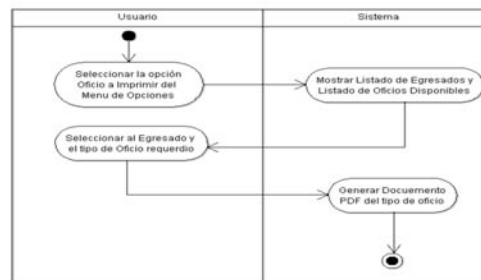 Usuario
Sistema
Seleccionar la opción
Oficio a Imprimir del
Menu de Opciones
Mostrar Listado de Egresados y
Listado de Oficios Disponibles
Seleccionar al Egresado y
el tipo de Oficio requerdio
Generar Docuemento
PDF del tipo de oficio